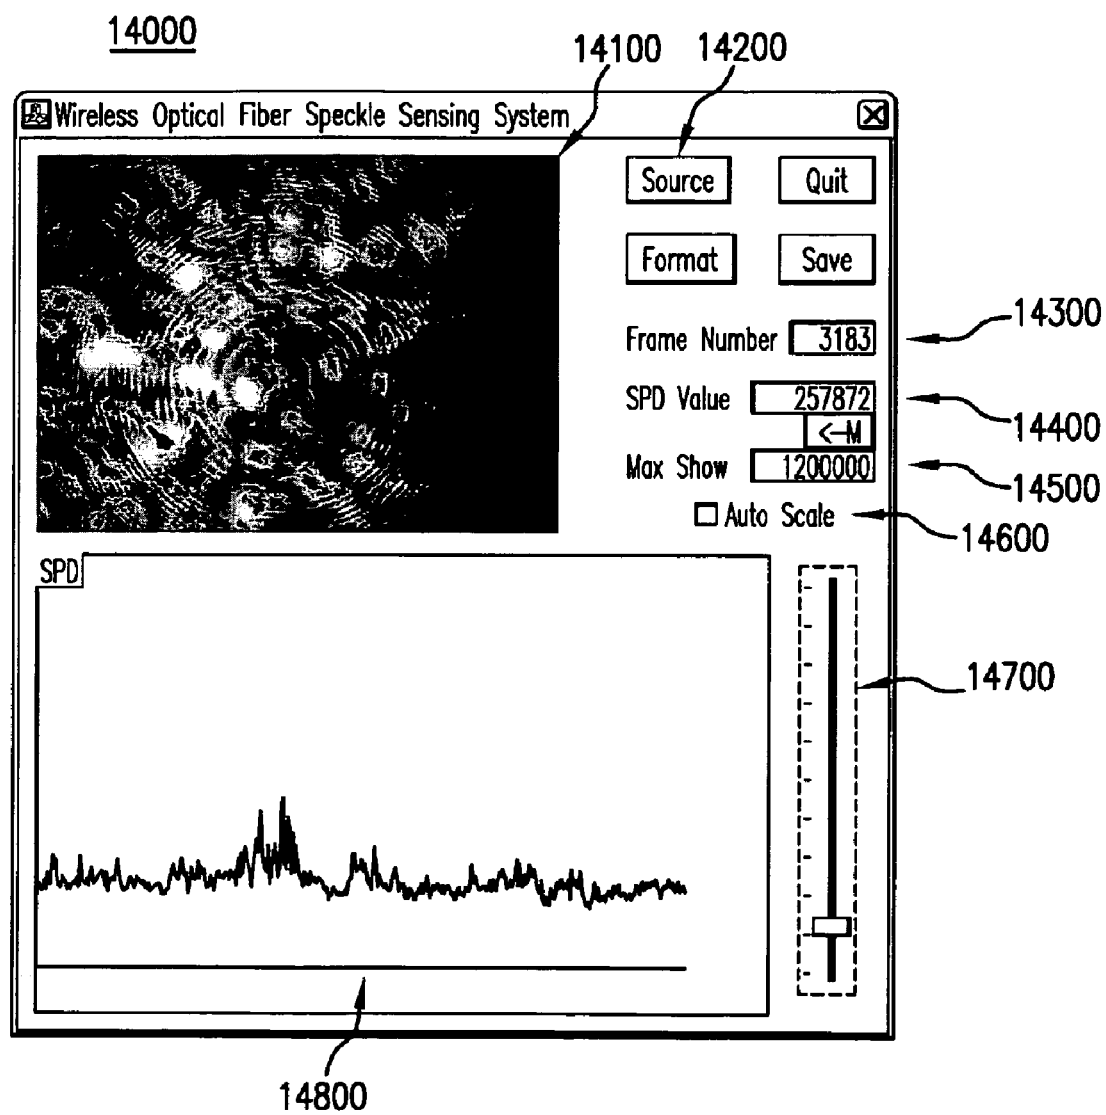 14000
14100
14200
Wireless Optical Fiber Speckle Sensing System
Source
Quit
Format
Save
Frame Number 3183
14300
SPD Value 257872
14400
<-M
Max Show 1200000
14500
Auto Scale
14600
SPD
14700
14800